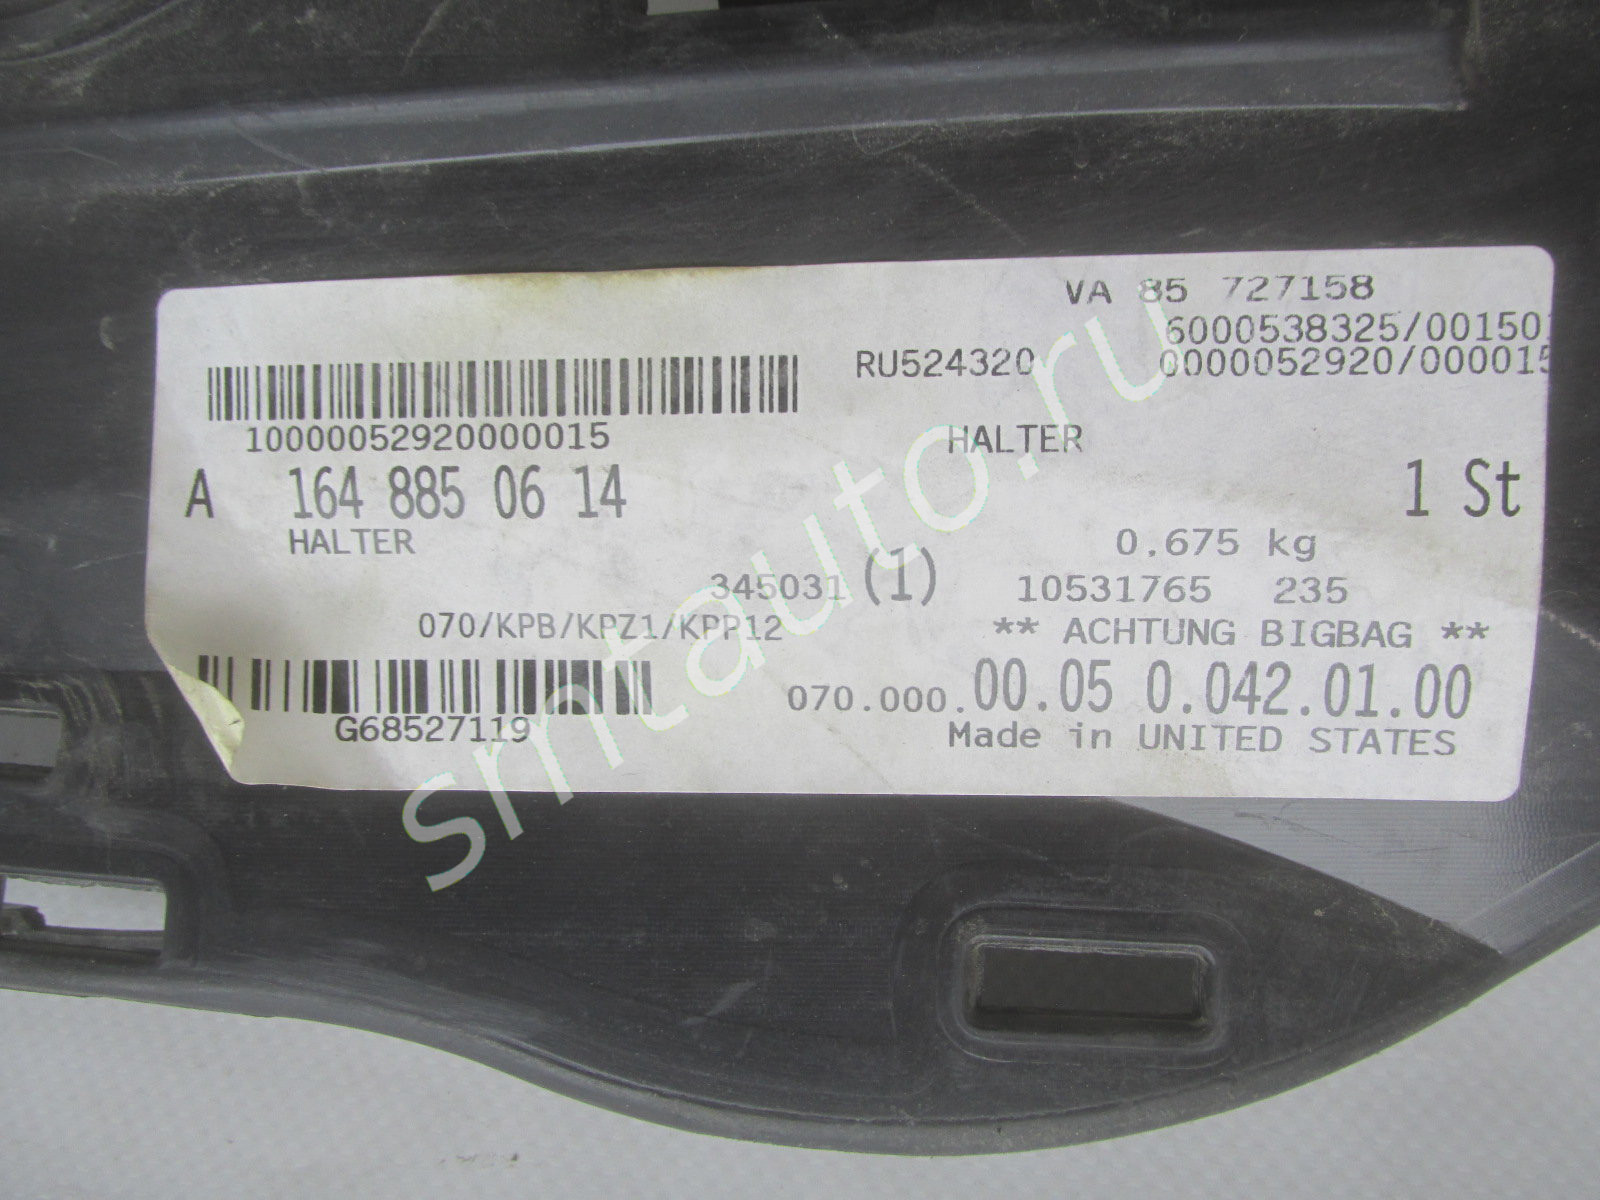 VA 85 727158
6000538325/00150
RU524320 0000052920/000015
10000052920000015
HALTER
A 164 885 06 14
1 St
HALTER
0.675 kg
345031 (1) 10531765 235
070/KPB/KPZ1/KPP12
** ACHTUNG BIGBAG **
070.000.00.05 0.042.01.00
G68527119
Made in UNITED STATES
smtauto.ru